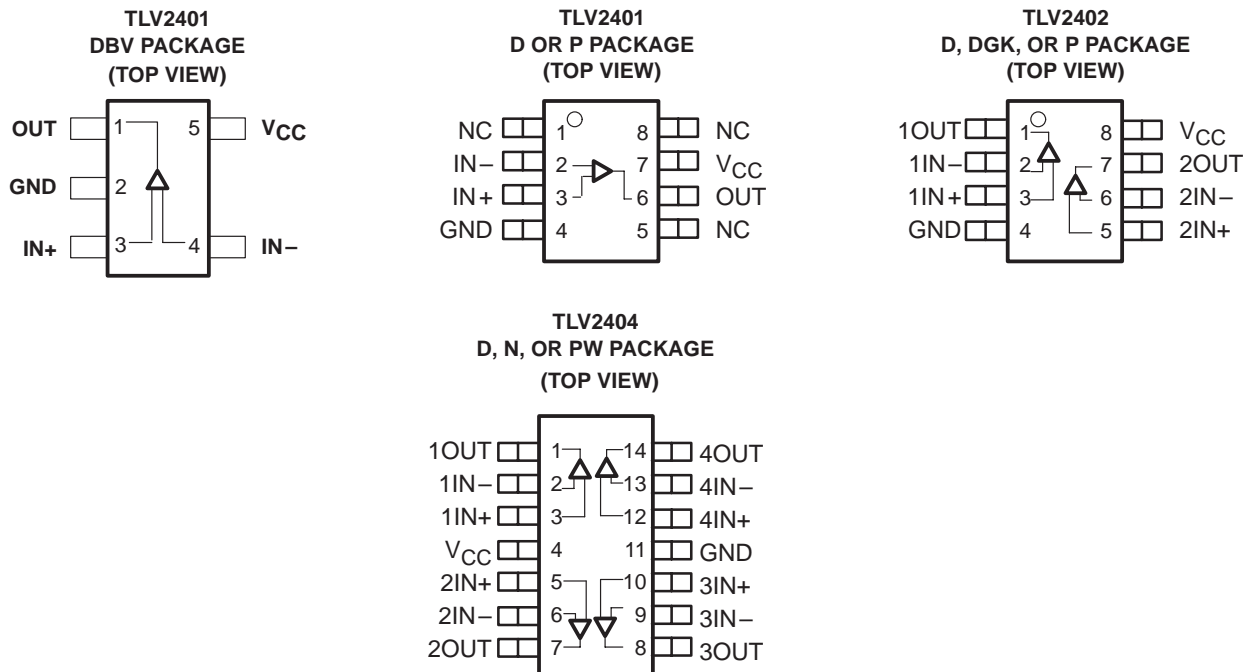 TLV2401
DBV PACKAGE
(TOP VIEW)
OUT 1 5 VCC
GND 2
IN+ 3 4 IN−
TLV2401
D OR P PACKAGE
(TOP VIEW)
NC 1 8 NC
IN− 2 7 VCC
IN+ 3 6 OUT
GND 4 5 NC
TLV2402
D, DGK, OR P PACKAGE
(TOP VIEW)
1OUT 1 8 VCC
1IN− 2 7 2OUT
1IN+ 3 6 2IN−
GND 4 5 2IN+
TLV2404
D, N, OR PW PACKAGE
(TOP VIEW)
1OUT 1 14 4OUT
1IN− 2 13 4IN−
1IN+ 3 12 4IN+
VCC 4 11 GND
2IN+ 5 10 3IN+
2IN− 6 9 3IN−
2OUT 7 8 3OUT